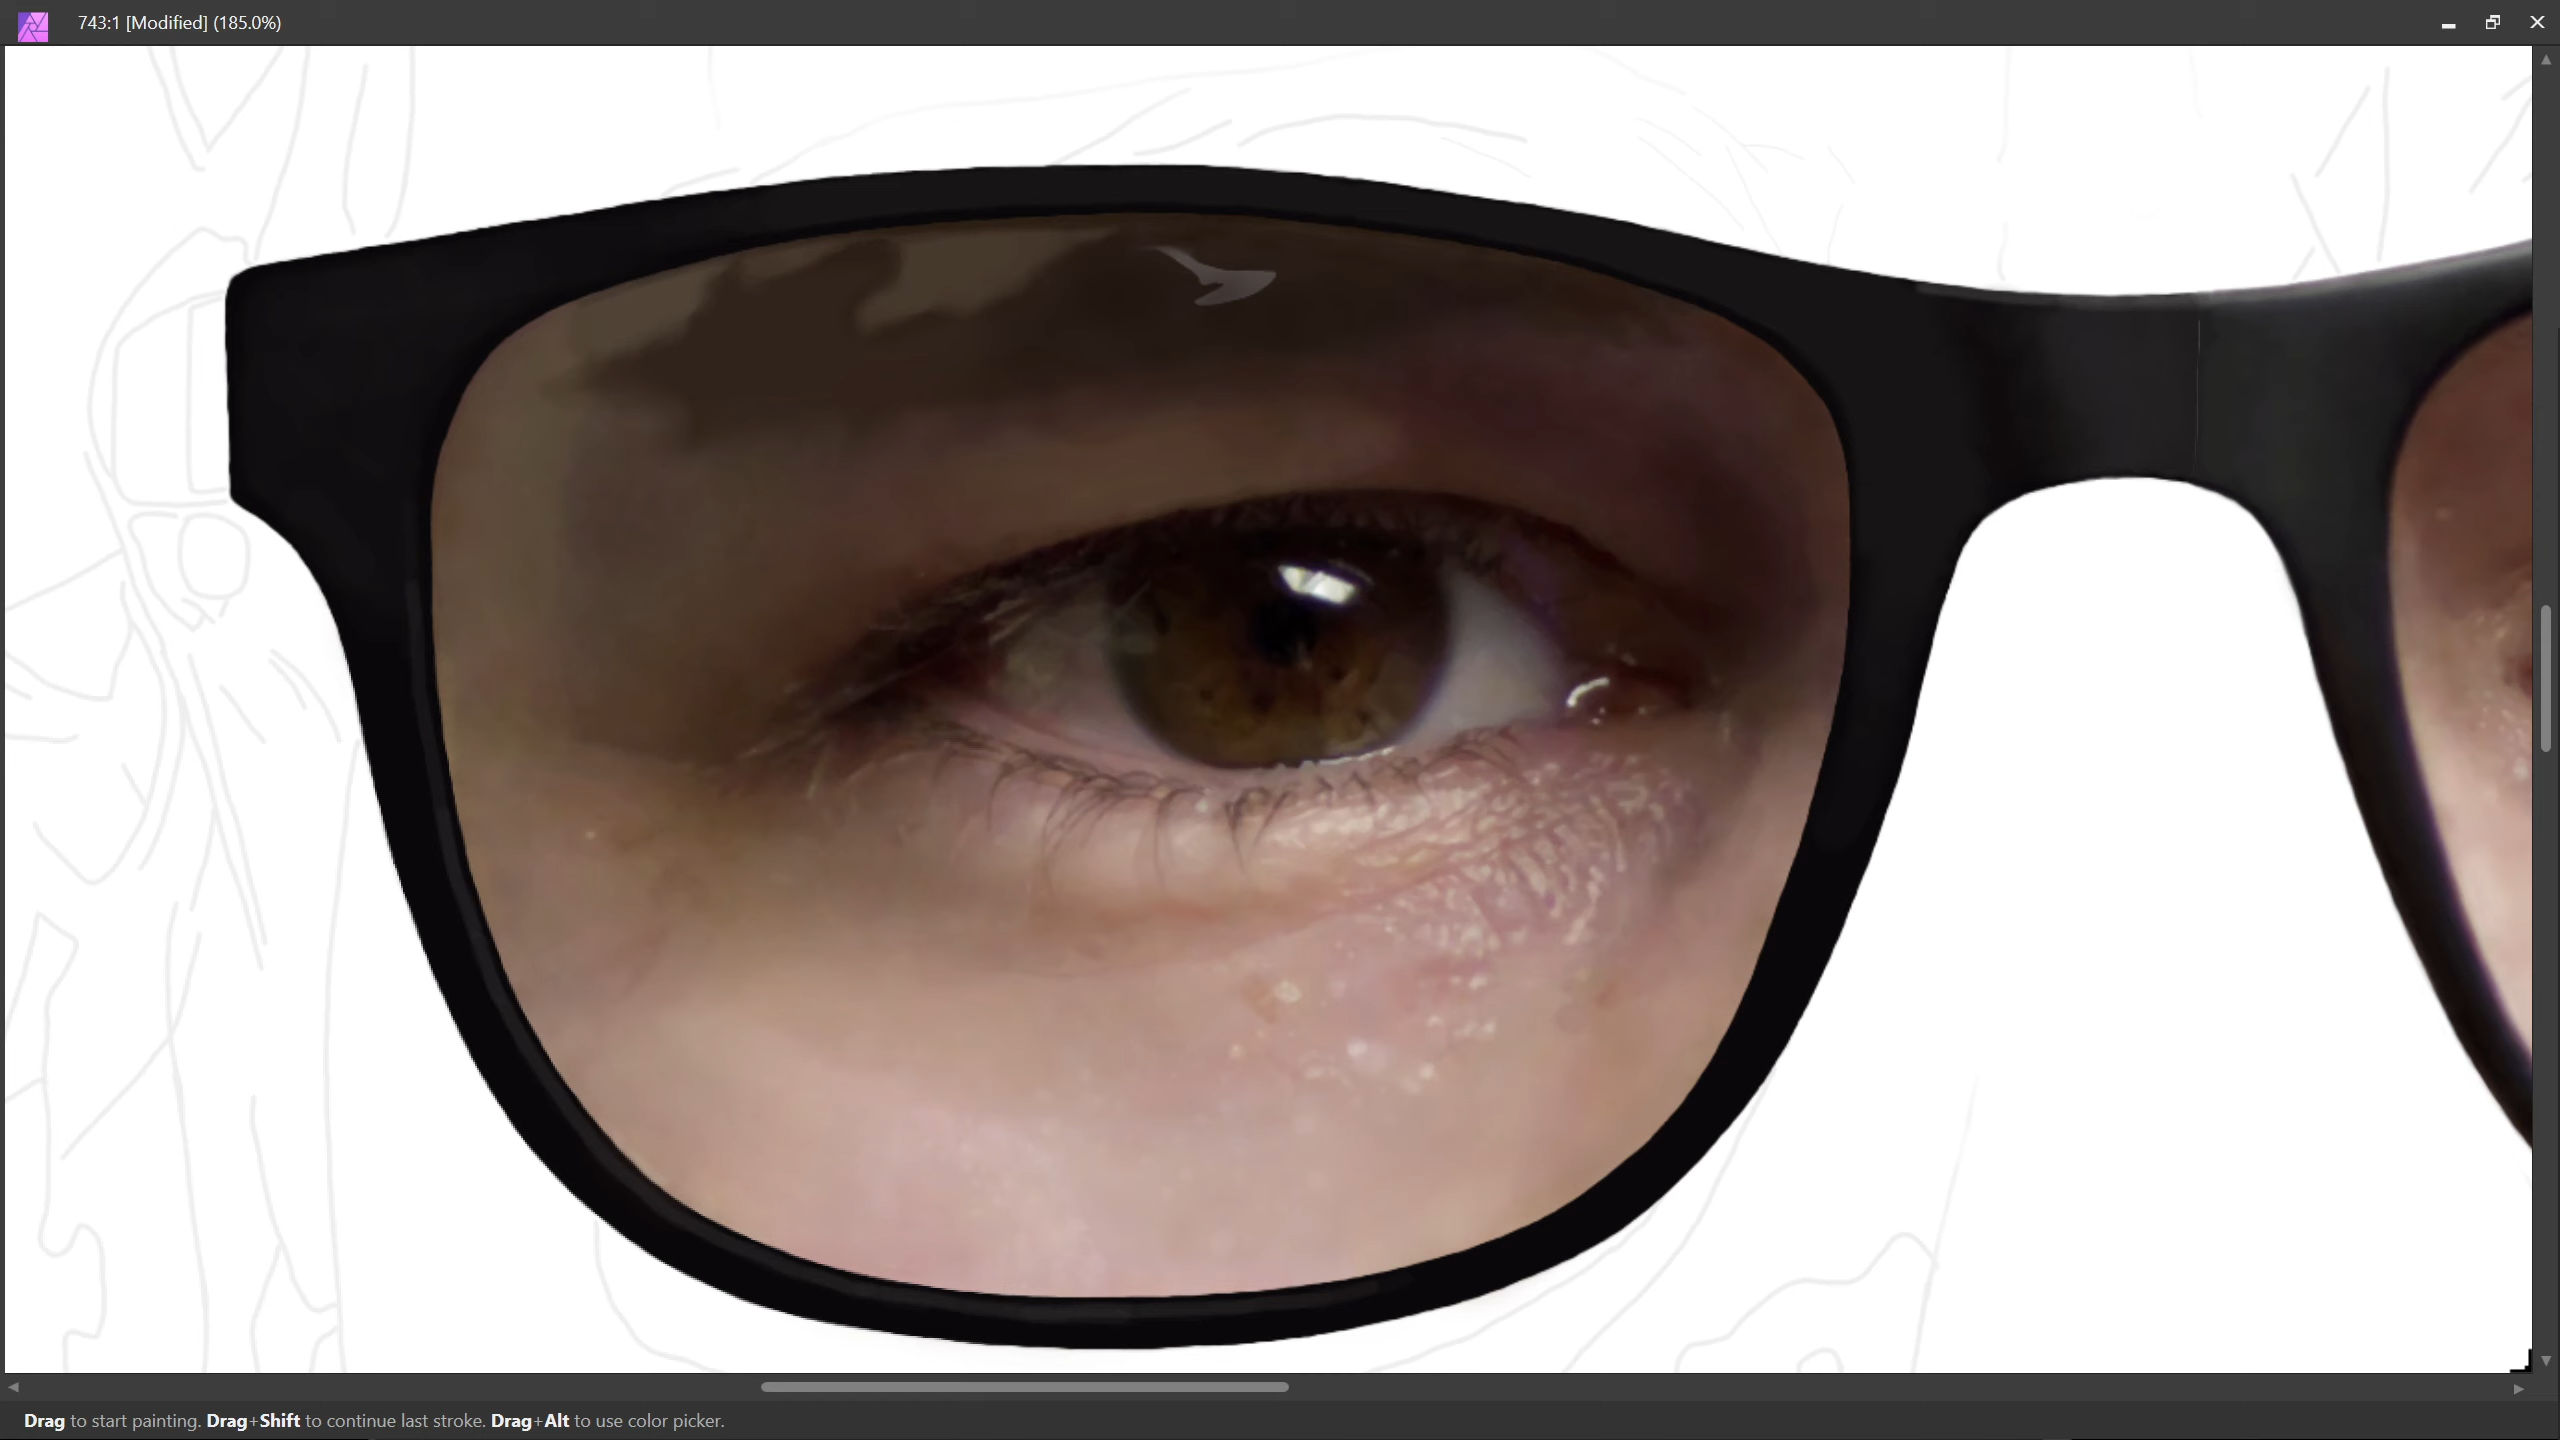 743:1 [Modified] (185.0%)
Drag to start painting. Drag+Shift to continue last stroke. Drag+Alt to use color picker.